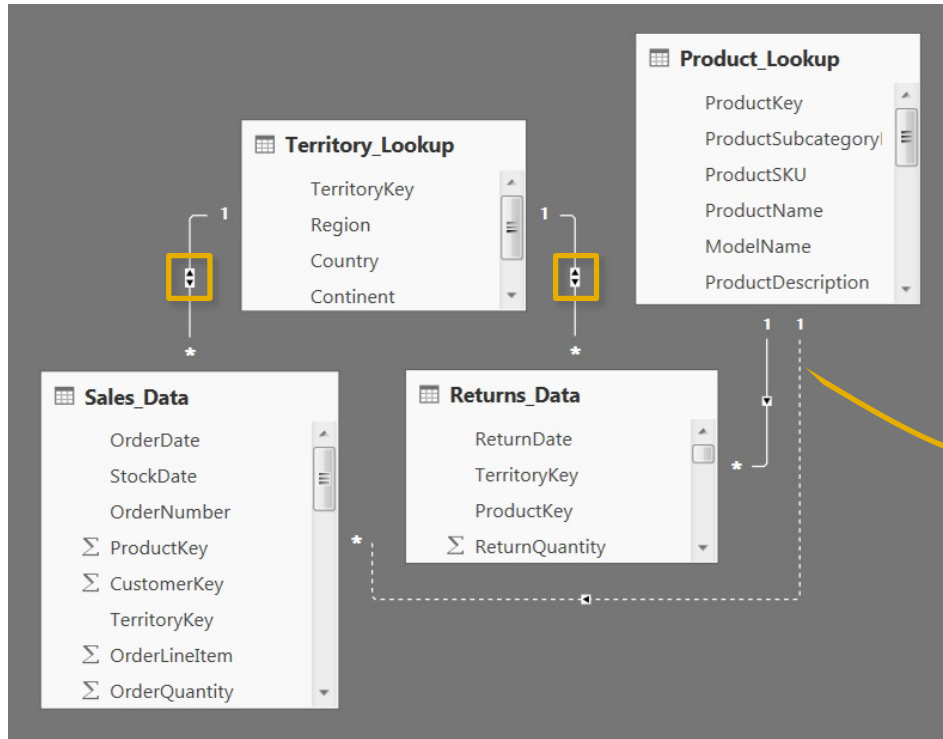 Product_Lookup
ProductKey
ProductSubcategory
ProductSKU
ProductName
ModelName
ProductDescription
1 1
Territory_Lookup
TerritoryKey
Region
Country
Continent
1 1
* *
Sales_Data
OrderDate
StockDate
OrderNumber
Σ ProductKey
Σ CustomerKey
TerritoryKey
Σ OrderLineItem
Σ OrderQuantity
*
Returns_Data
ReturnDate
TerritoryKey
ProductKey
Σ ReturnQuantity
*